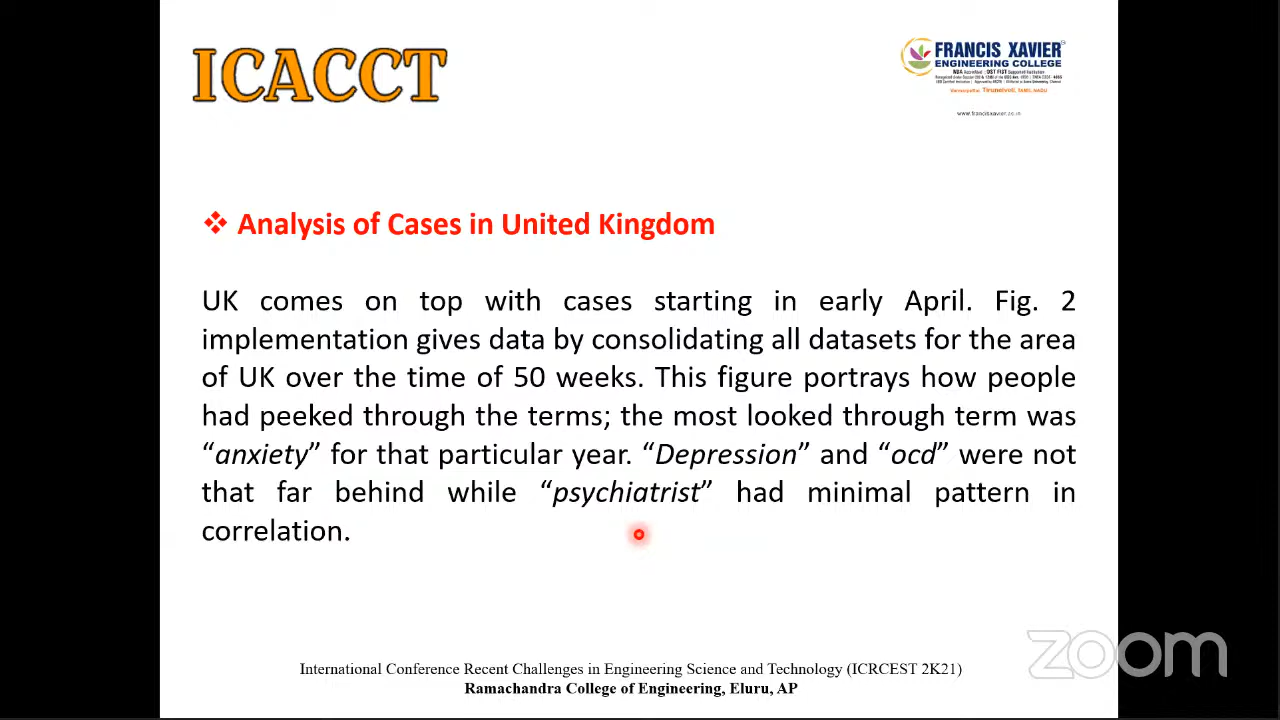 ICACCT
FRANCIS XAVIER
ENGINEERING COLLEGE
www.francisxavier.ac.in
Analysis of Cases in United Kingdom
UK comes on top with cases starting in early April. Fig. 2
implementation gives data by consolidating all datasets for the area
of UK over the time of 50 weeks. This figure portrays how people
had peeked through the terms; the most looked through term was
“anxiety” for that particular year. “Depression” and “ocd” were not
that far behind while “psychiatrist” had minimal pattern in
correlation.
zoom
International Conference Recent Challenges in Engineering Science and Technology (ICRCEST 2K21)
Ramachandra College of Engineering, Eluru, AP